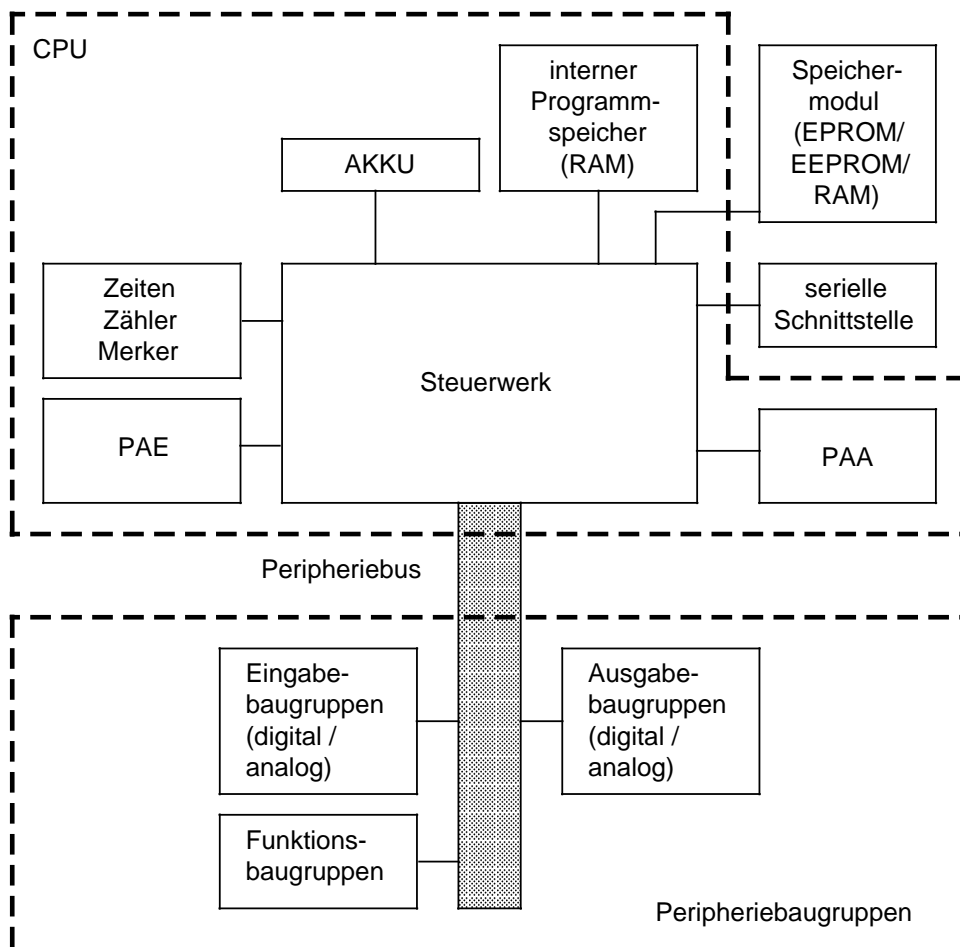 CPU
interner
Programm-
speicher
(RAM)
Speicher-
modul
(EPROM/
EEPROM/
RAM)
AKKU
Zeiten
Zähler
Merker
serielle
Schnittstelle
Steuerwerk
PAE
PAA
Peripheriebus
Eingabe-
baugruppen
(digital /
analog)
Ausgabe-
baugruppen
(digital /
analog)
Funktions-
baugruppen
Peripheriebaugruppen